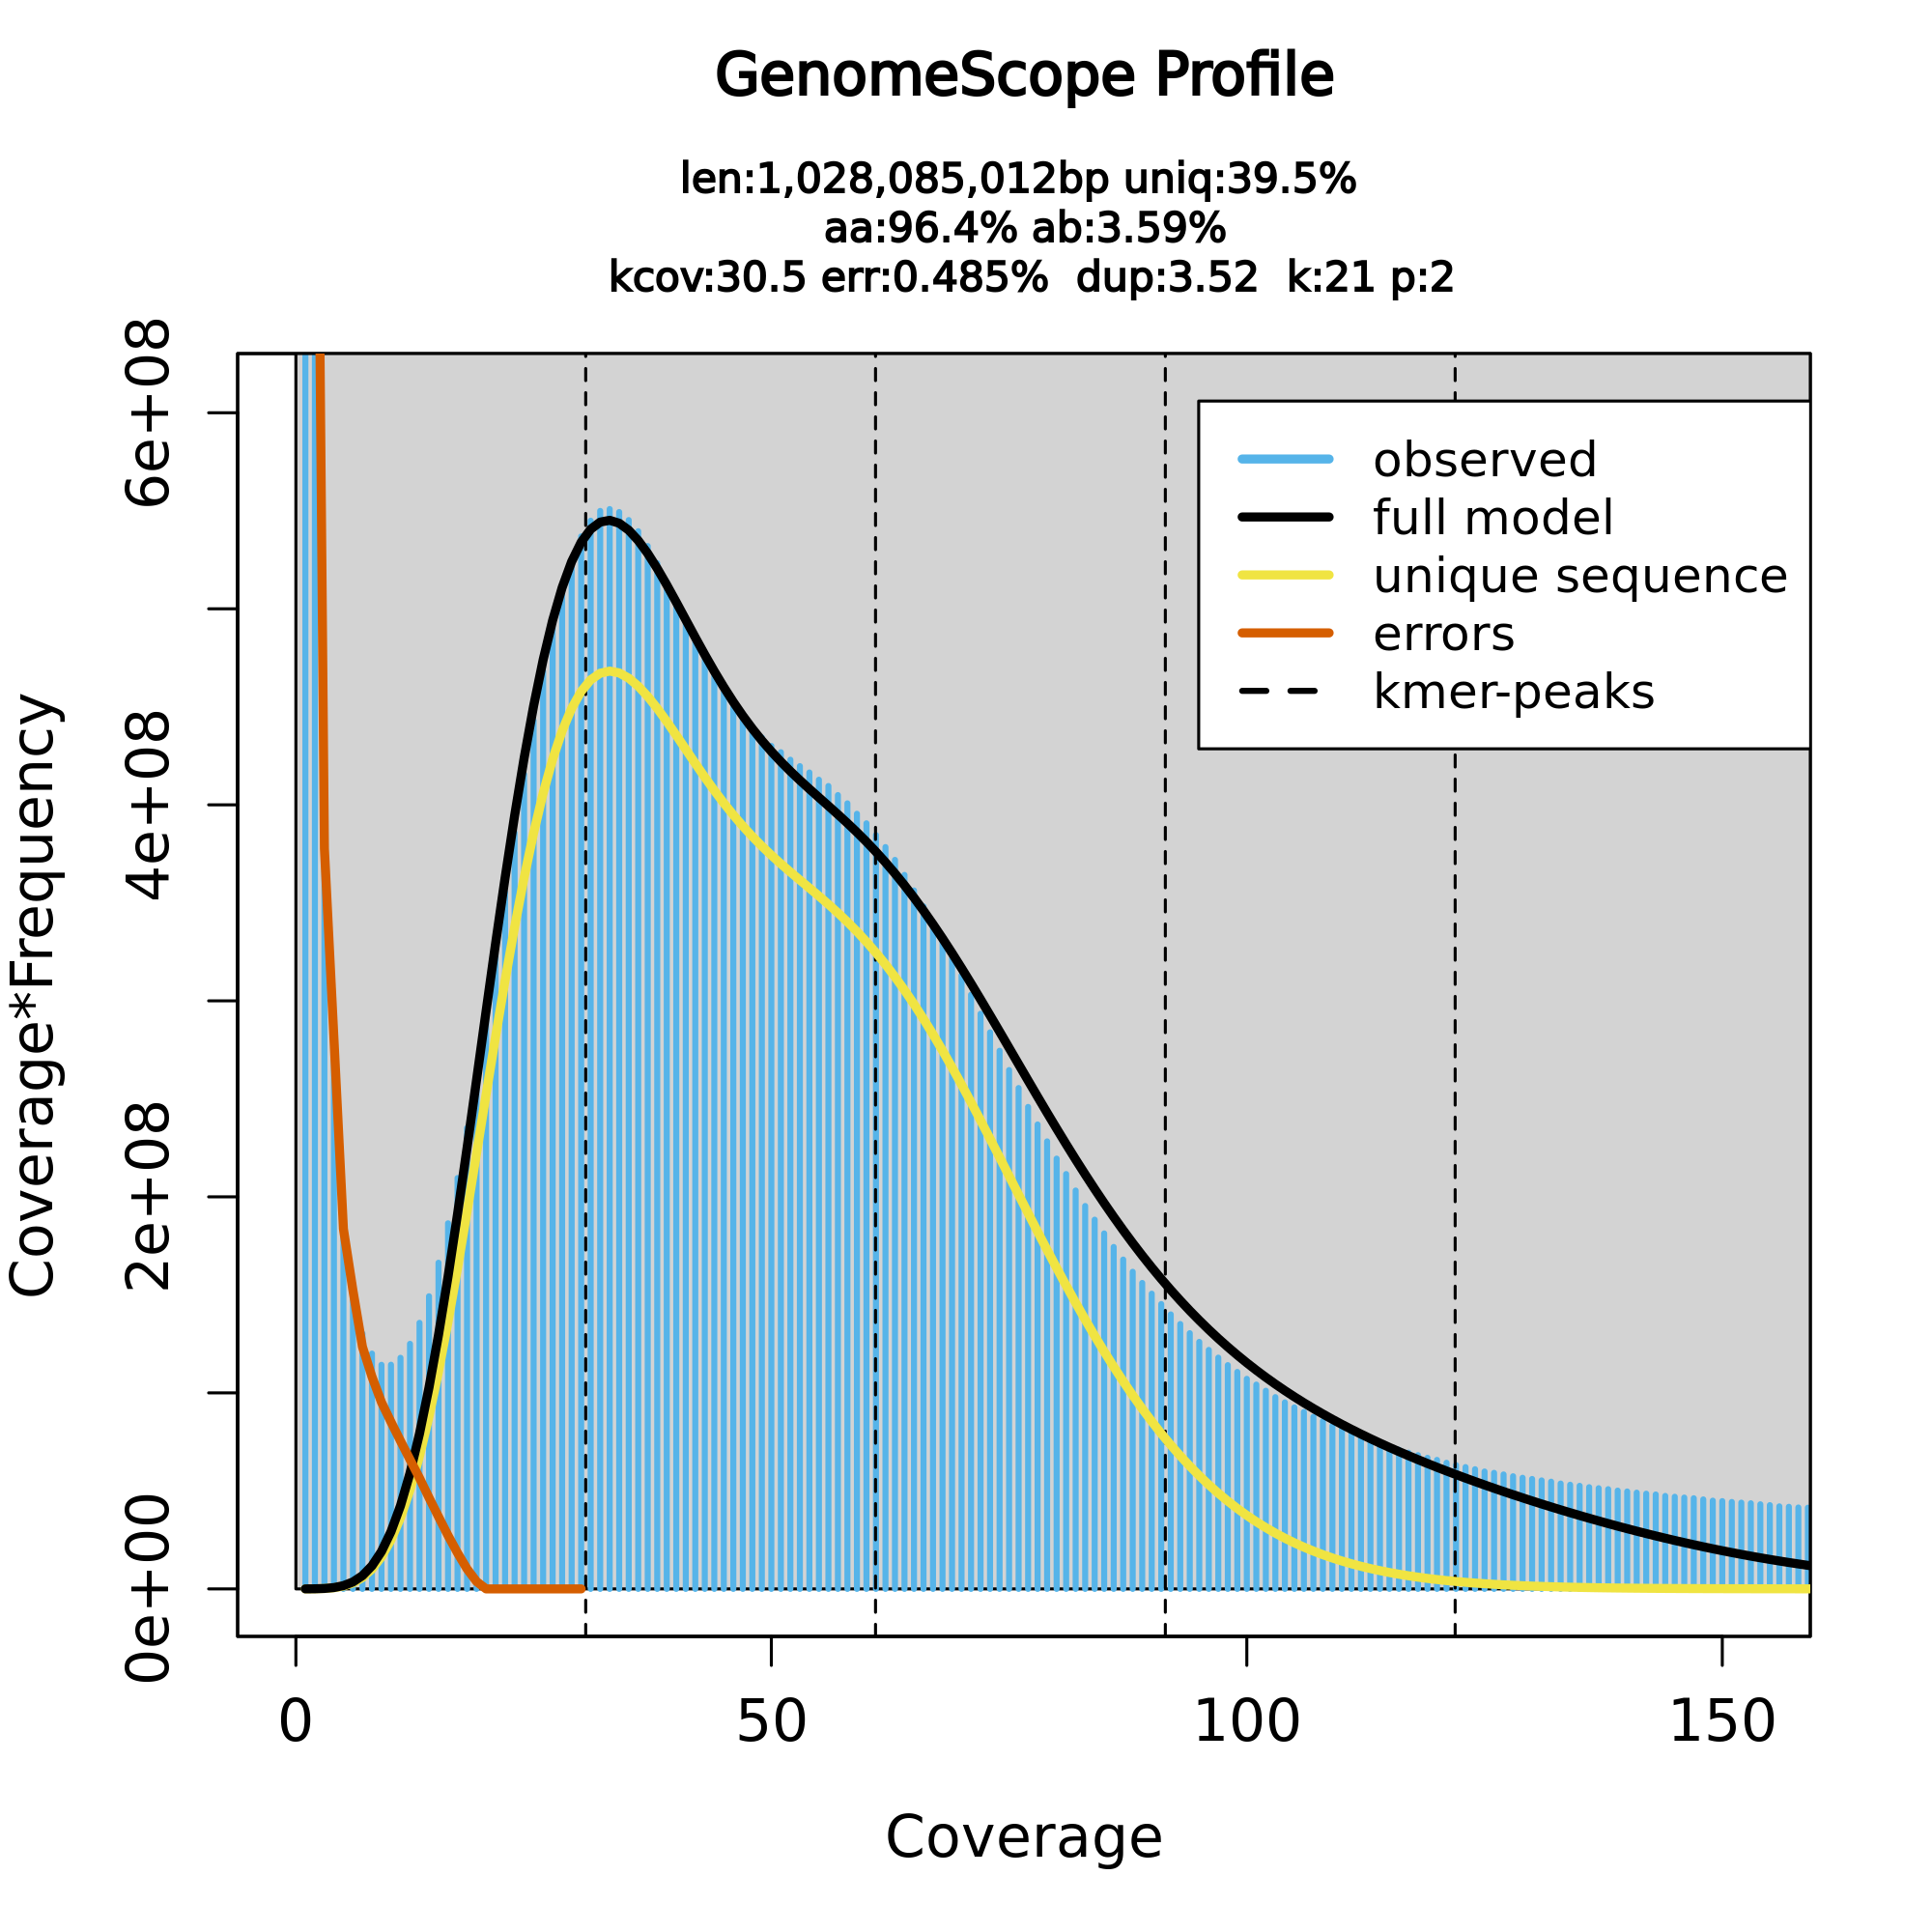 GenomeScope Profile
len:1,028,085,012bp uniq:39.5%
aa:96.4% ab:3.59%
kcov:30.5 err:0.485%  dup:3.52  k:21 p:2
Coverage*Frequency
6e+08
4e+08
2e+08
0e+00
observed
full model
unique sequence
errors
kmer-peaks
0 50 100 150
Coverage